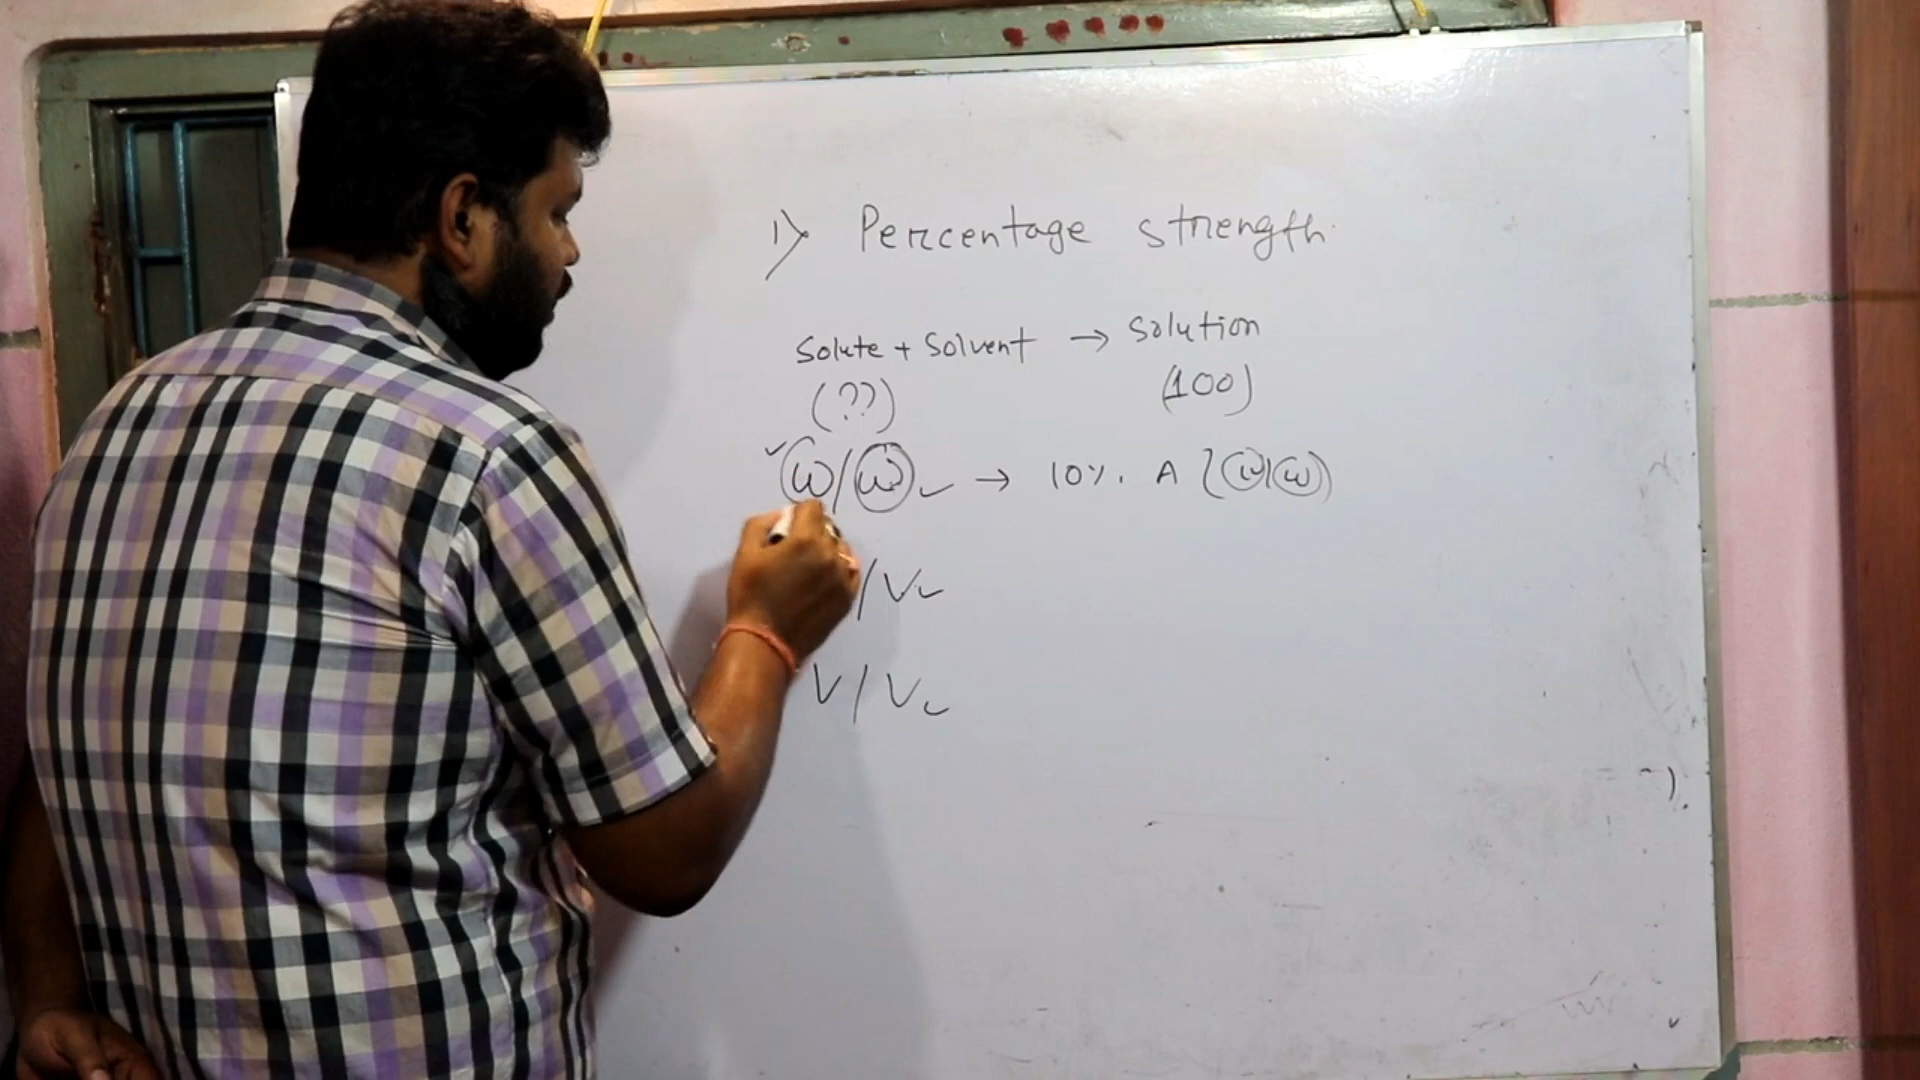 1) Percentage strength.
Solute + Solvent → Solution
(??) (100)
w/w → 10%. A (w/w)
/V
V/V